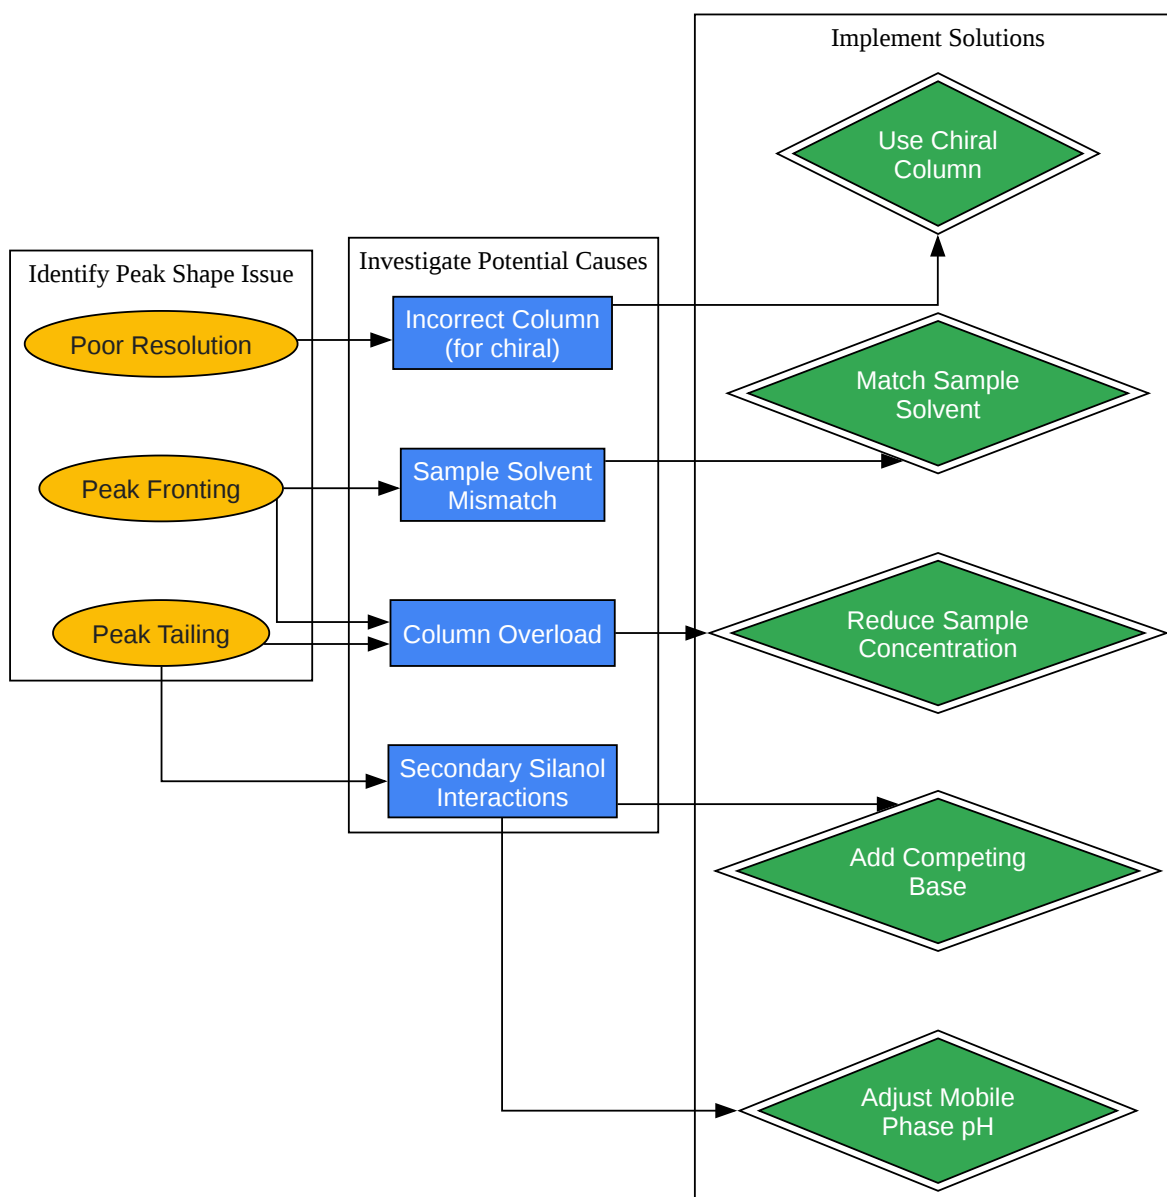 Implement Solutions
Use Chiral
Column
Identify Peak Shape Issue
Investigate Potential Causes
Poor Resolution
Incorrect Column
(for chiral)
Match Sample
Solvent
Peak Fronting
Sample Solvent
Mismatch
Peak Tailing
Column Overload
Reduce Sample
Concentration
Secondary Silanol
Interactions
Add Competing
Base
Adjust Mobile
Phase pH